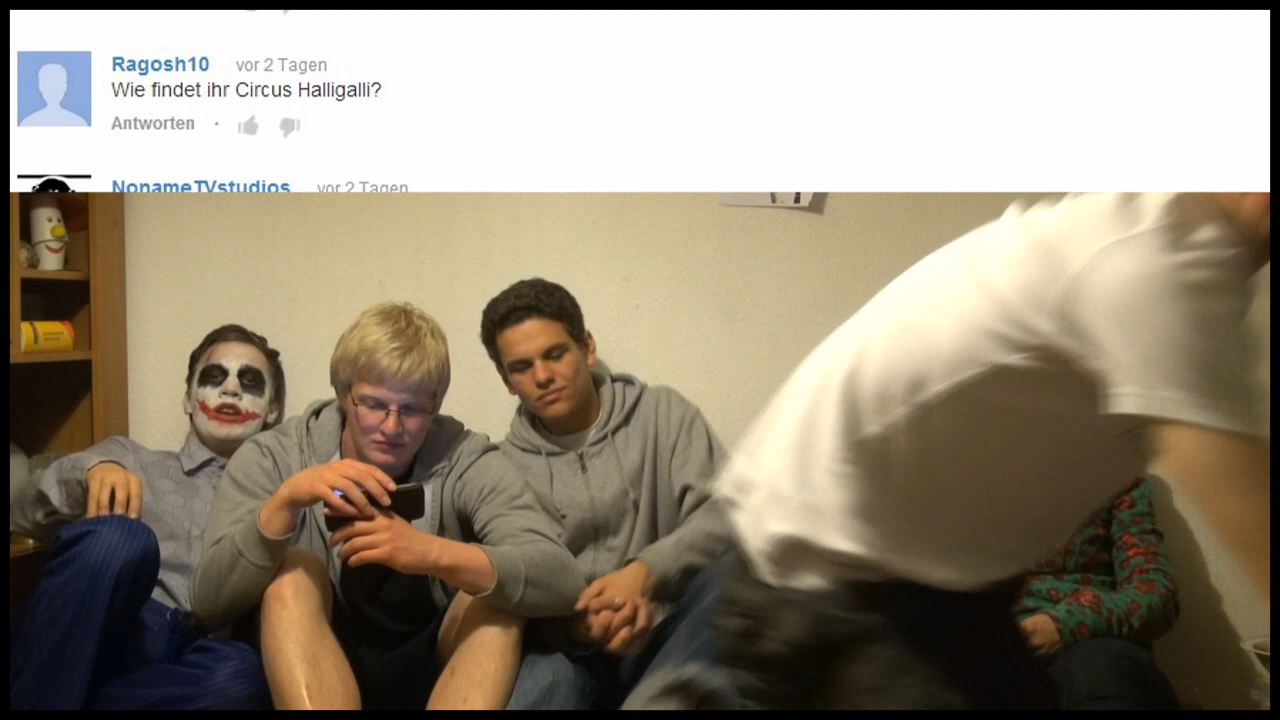 Ragosh10 vor 2 Tagen
Wie findet ihr Circus Halligalli?
Antworten ·
NonameTVstudios vor 2 Tagen